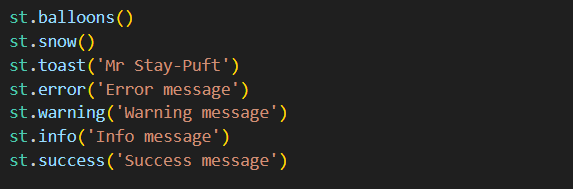 st.balloons()
st.snow()
st.toast('Mr Stay-Puft')
st.error('Error message')
st.warning('Warning message')
st.info('Info message')
st.success('Success message')